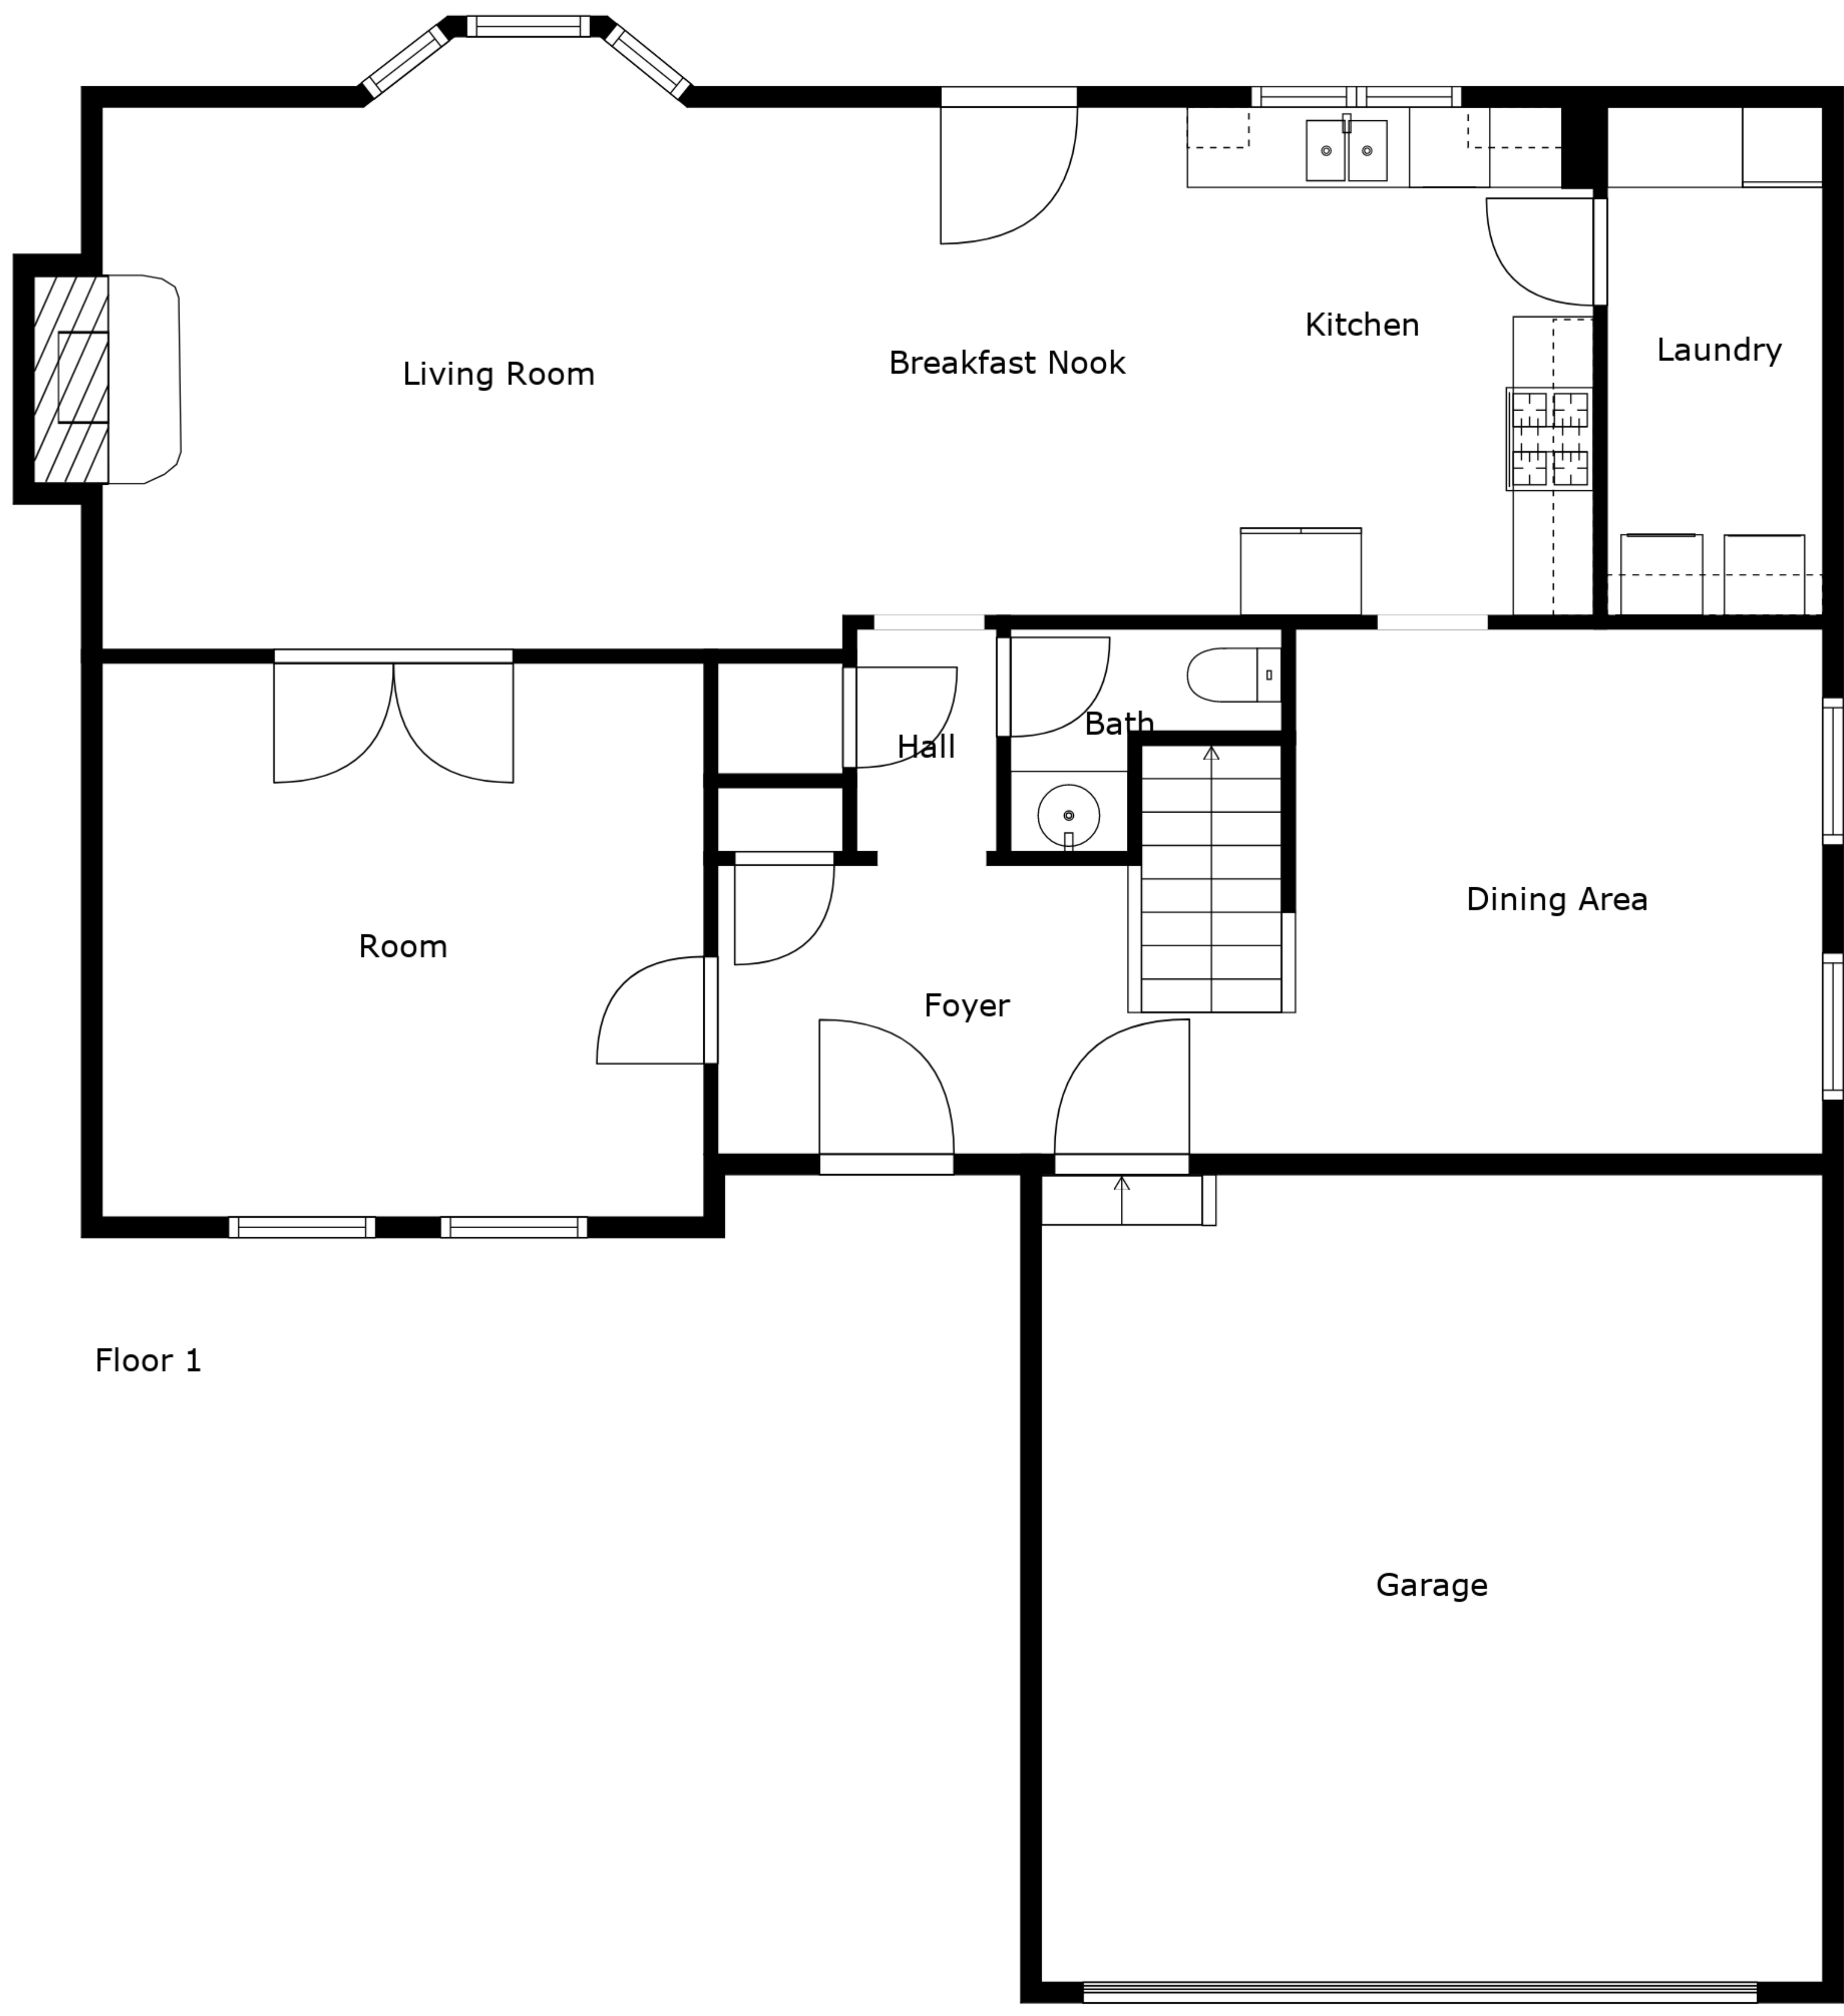 Kitchen
Laundry
Breakfast Nook
Living Room
Bath
Hall
Dining Area
Room
Foyer
Floor 1
Garage